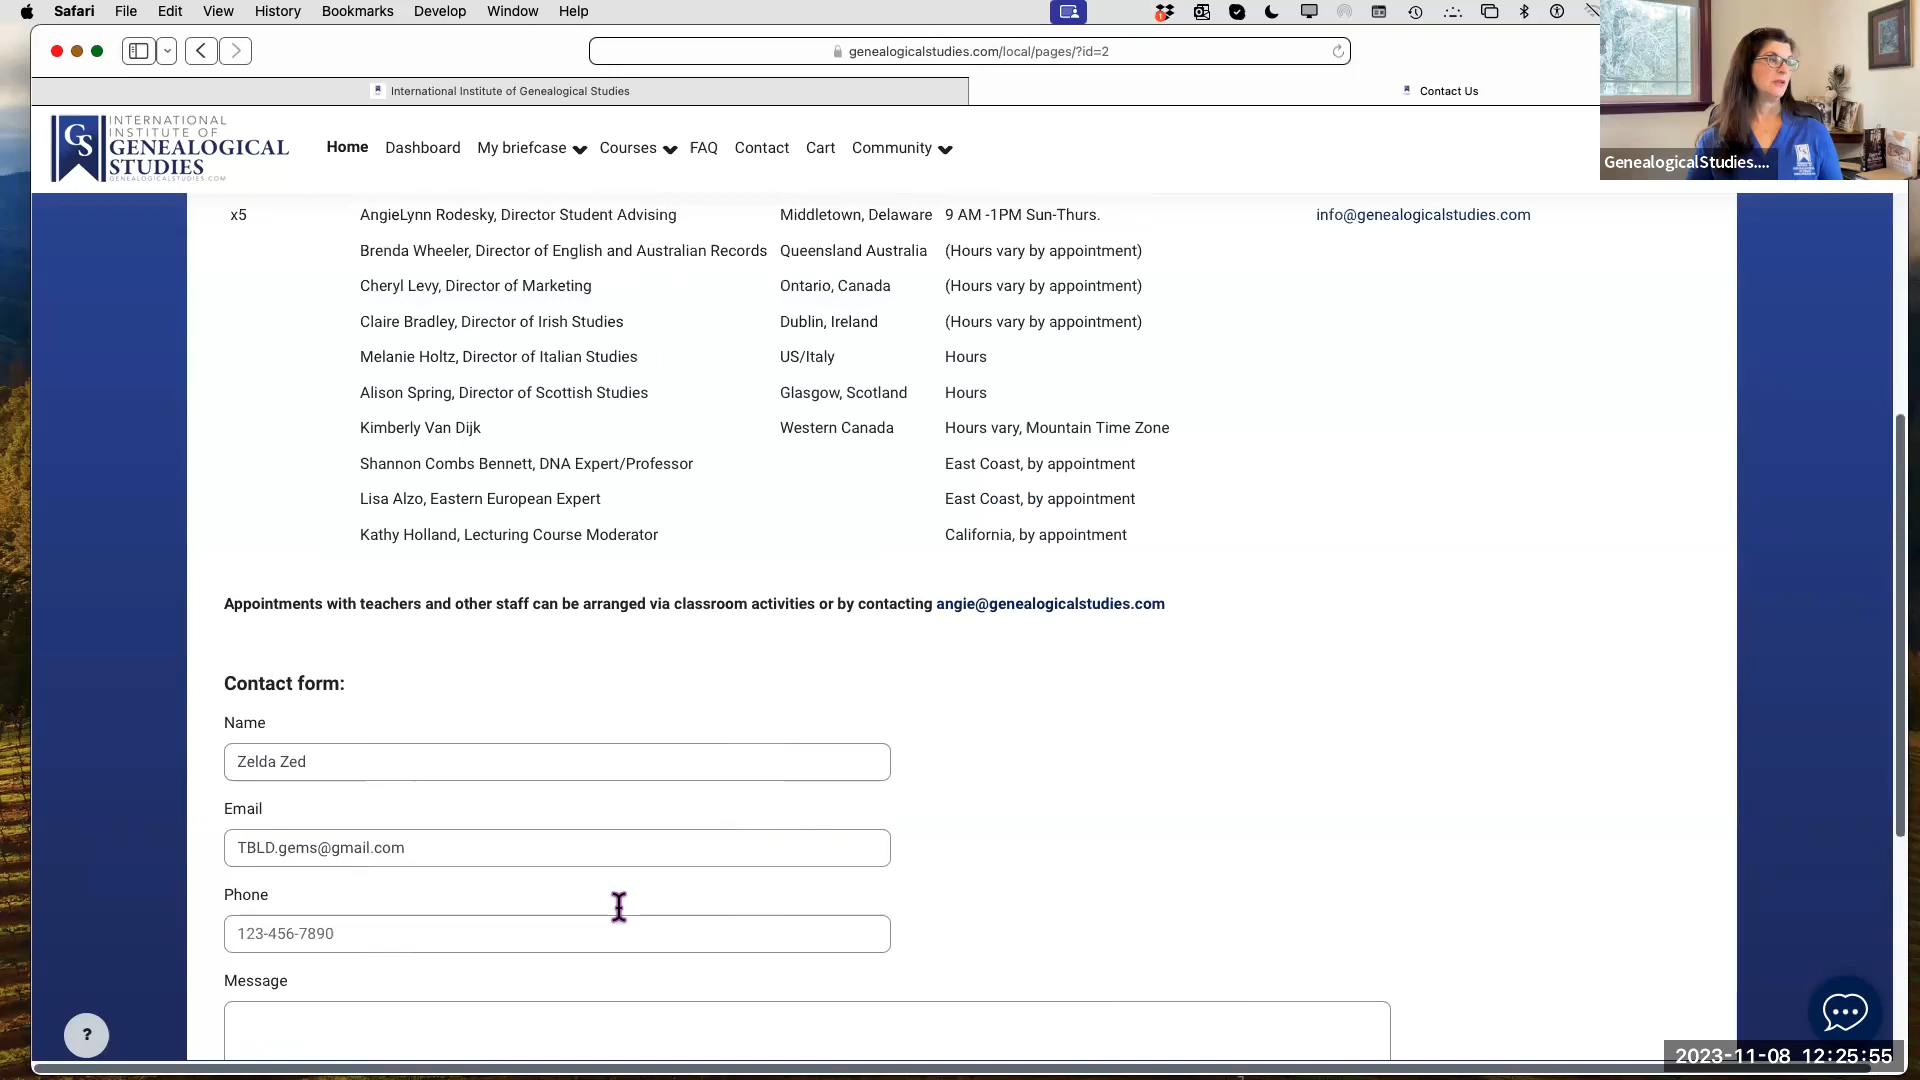 Safari File Edit View History Bookmarks Develop Window Help
genealogicalstudies.com/local/pages/?id=2
International Institute of Genealogical Studies
Contact Us
GS
INTERNATIONAL
INSTITUTE OF
GENEALOGICAL
STUDIES
GENEALOGICALSTUDIES.COM
Home Dashboard My briefcase Courses FAQ Contact Cart Community
GenealogicalStudies....
x5 AngieLynn Rodesky, Director Student Advising Middletown, Delaware 9 AM -1PM Sun-Thurs. info@genealogicalstudies.com
Brenda Wheeler, Director of English and Australian Records Queensland Australia (Hours vary by appointment)
Cheryl Levy, Director of Marketing Ontario, Canada (Hours vary by appointment)
Claire Bradley, Director of Irish Studies Dublin, Ireland (Hours vary by appointment)
Melanie Holtz, Director of Italian Studies US/Italy Hours
Alison Spring, Director of Scottish Studies Glasgow, Scotland Hours
Kimberly Van Dijk Western Canada Hours vary, Mountain Time Zone
Shannon Combs Bennett, DNA Expert/Professor East Coast, by appointment
Lisa Alzo, Eastern European Expert East Coast, by appointment
Kathy Holland, Lecturing Course Moderator California, by appointment
Appointments with teachers and other staff can be arranged via classroom activities or by contacting angie@genealogicalstudies.com
Contact form:
Name
Zelda Zed
Email
TBLD.gems@gmail.com
Phone
123-456-7890
Message
?
2023-11-08 12:25:55